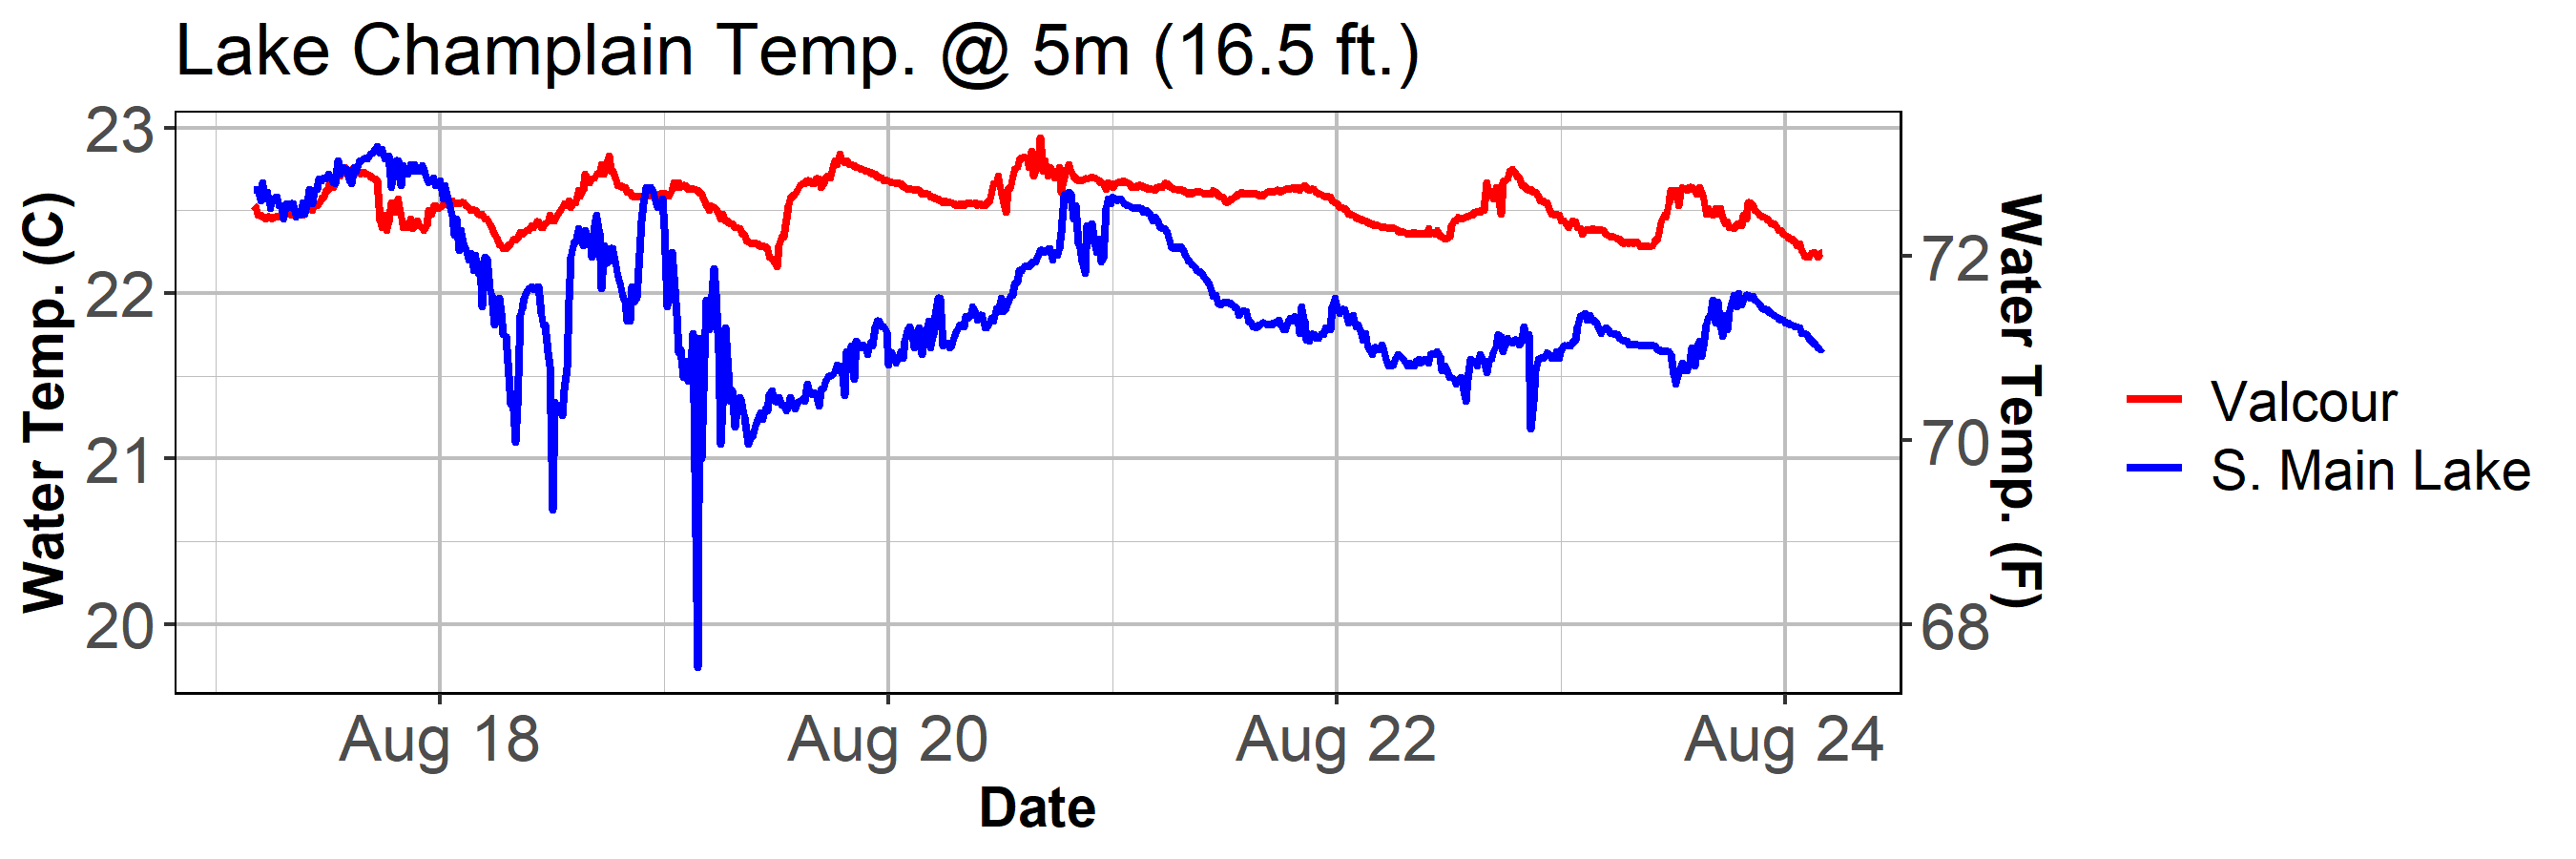 Lake Champlain Temp. @ 5m (16.5 ft.)
Water Temp. (C)
23
22
21
20
72
70
68
Water Temp. (F)
Aug 18
Aug 20
Aug 22
Aug 24
Date
Valcour
S. Main Lake